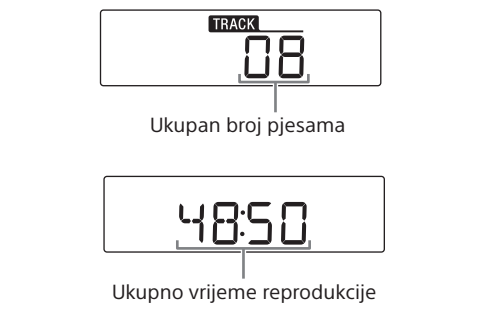 TRACK
08
Ukupan broj pjesama
48:50
Ukupno vrijeme reprodukcije